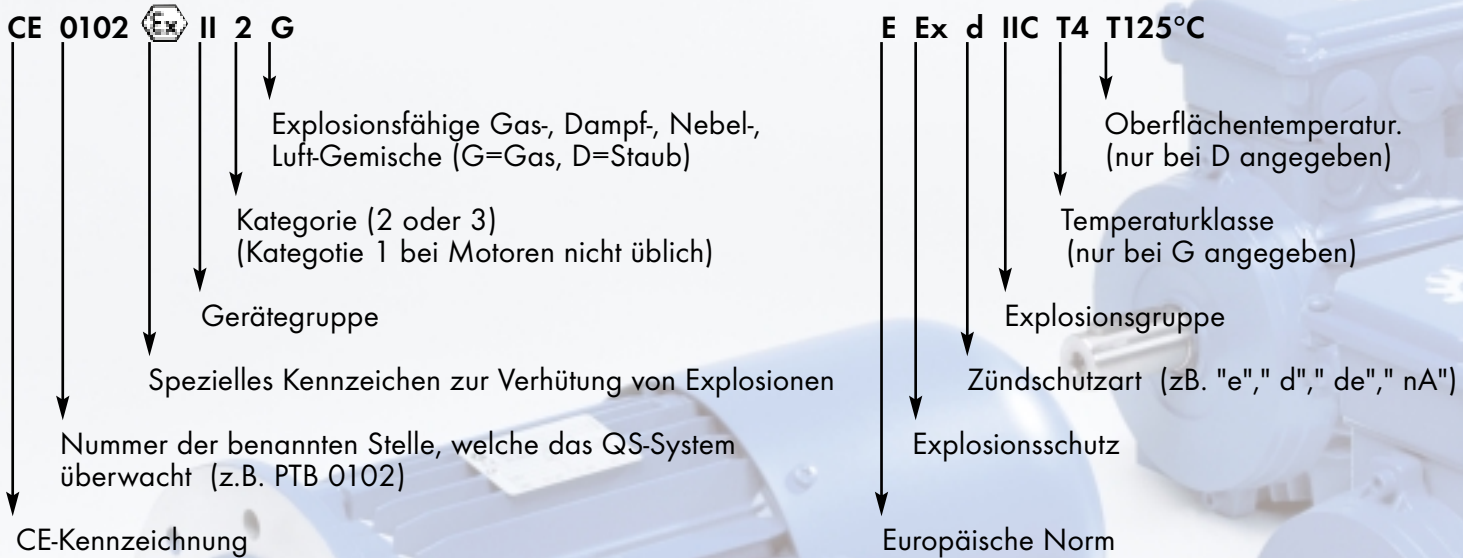 CE 0102 Ex II 2 G
Explosionsfähige Gas-, Dampf-, Nebel-,
Luft-Gemische (G=Gas, D=Staub)
Kategorie (2 oder 3)
(Kategotie 1 bei Motoren nicht üblich)
Gerätegruppe
Spezielles Kennzeichen zur Verhütung von Explosionen
Nummer der benannten Stelle, welche das QS-System
überwacht (z.B. PTB 0102)
CE-Kennzeichnung
E Ex d IIC T4 T125°C
Oberflächentemperatur.
(nur bei D angegeben)
Temperaturklasse
(nur bei G angegeben)
Explosionsgruppe
Zündschutzart (zB. "e"," d"," de"," nA")
Explosionsschutz
Europäische Norm